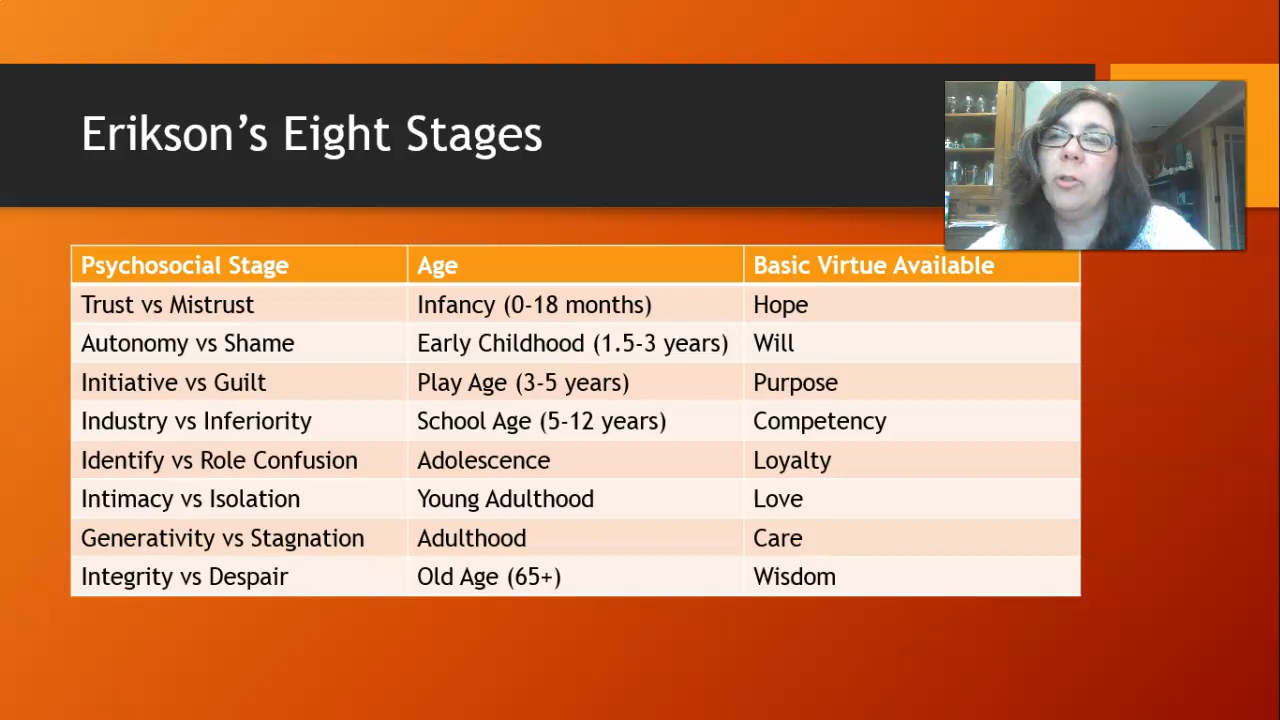 Erikson’s Eight Stages
Psychosocial Stage Age Basic Virtue Available
Trust vs Mistrust Infancy (0-18 months) Hope
Autonomy vs Shame Early Childhood (1.5-3 years) Will
Initiative vs Guilt Play Age (3-5 years) Purpose
Industry vs Inferiority School Age (5-12 years) Competency
Identify vs Role Confusion Adolescence Loyalty
Intimacy vs Isolation Young Adulthood Love
Generativity vs Stagnation Adulthood Care
Integrity vs Despair Old Age (65+) Wisdom